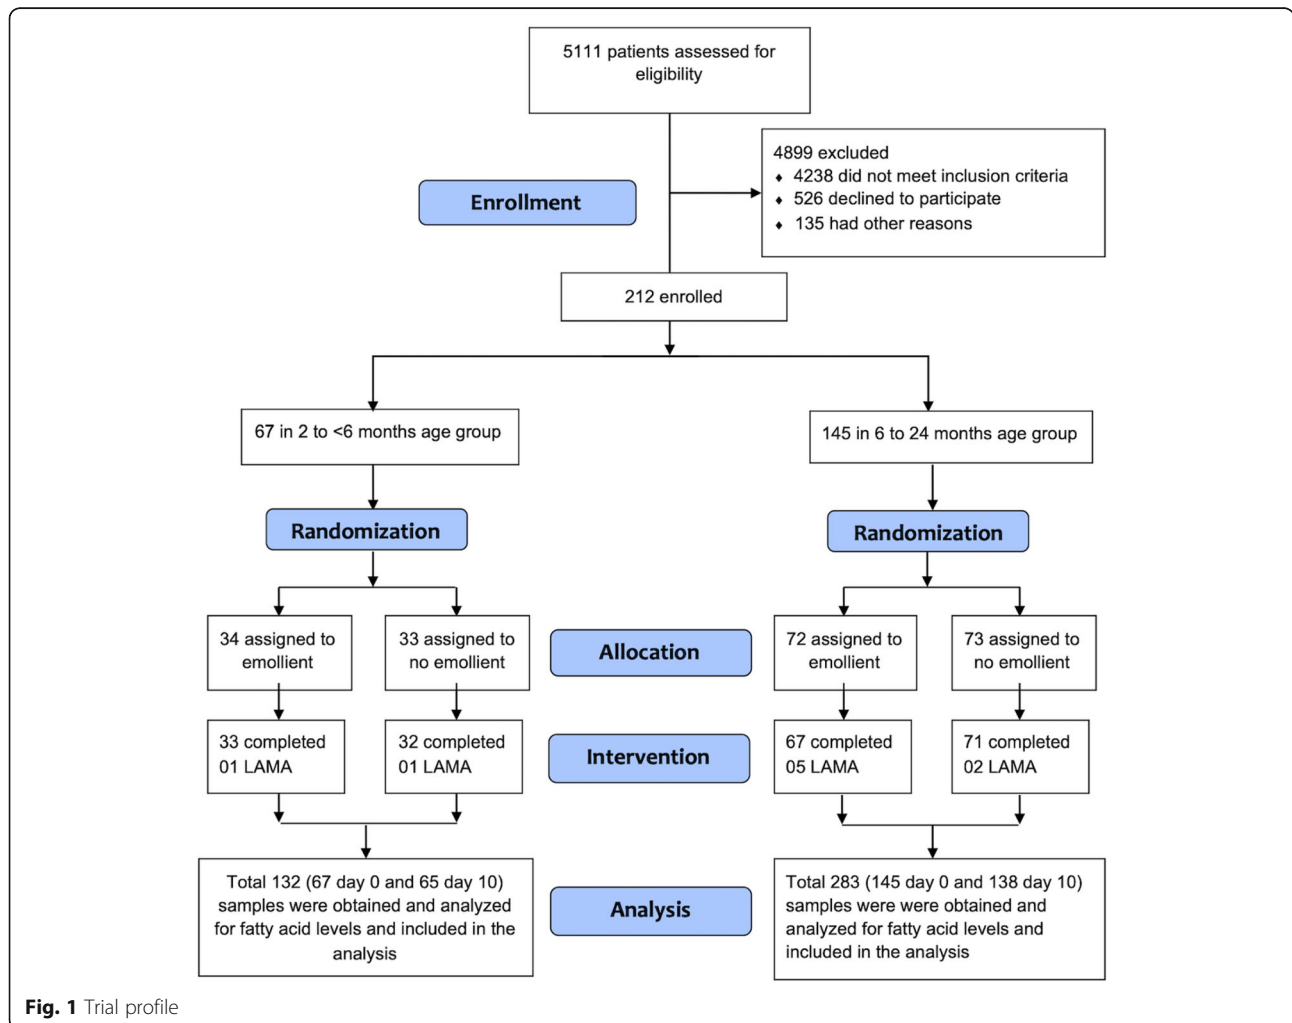 5111 patients assessed for
eligibility
4899 excluded
♦ 4238 did not meet inclusion criteria
♦ 526 declined to participate
♦ 135 had other reasons
Enrollment
212 enrolled
67 in 2 to <6 months age group
145 in 6 to 24 months age group
Randomization
Randomization
34 assigned to
emollient
33 assigned to
no emollient
Allocation
72 assigned to
emollient
73 assigned to
no emollient
33 completed
01 LAMA
32 completed
01 LAMA
Intervention
67 completed
05 LAMA
71 completed
02 LAMA
Total 132 (67 day 0 and 65 day 10)
samples were obtained and analyzed
for fatty acid levels and included in the
analysis
Analysis
Total 283 (145 day 0 and 138 day 10)
samples were were obtained and
analyzed for fatty acid levels and
included in the analysis
Fig. 1 Trial profile